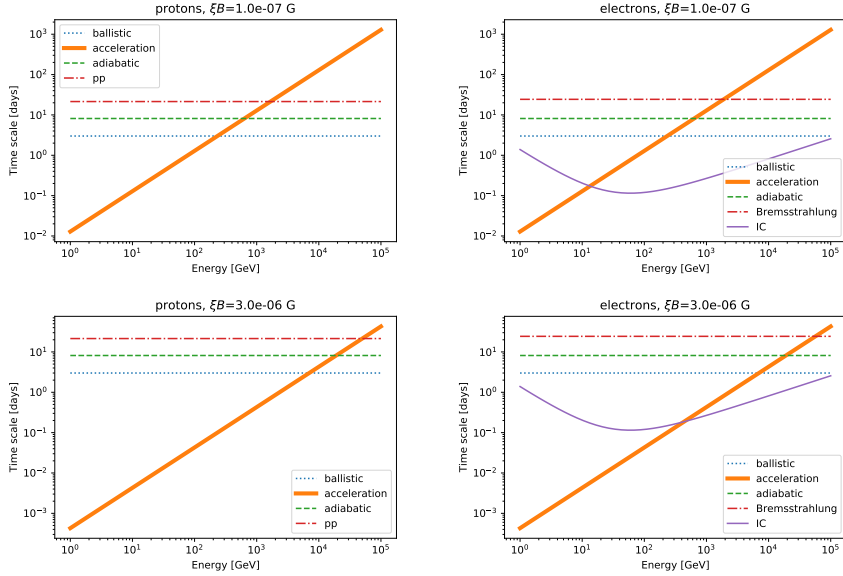 protons, ξB=1.0e-07 G
Time scale [days]
10³
10²
10¹
10⁰
10⁻¹
10⁻²
ballistic
acceleration
adiabatic
pp
10⁰ 10¹ 10² 10³ 10⁴ 10⁵
Energy [GeV]
electrons, ξB=1.0e-07 G
Time scale [days]
10³
10²
10¹
10⁰
10⁻¹
10⁻²
ballistic
acceleration
adiabatic
Bremsstrahlung
IC
10⁰ 10¹ 10² 10³ 10⁴ 10⁵
Energy [GeV]
protons, ξB=3.0e-06 G
Time scale [days]
10¹
10⁰
10⁻¹
10⁻²
10⁻³
ballistic
acceleration
adiabatic
pp
10⁰ 10¹ 10² 10³ 10⁴ 10⁵
Energy [GeV]
electrons, ξB=3.0e-06 G
Time scale [days]
10¹
10⁰
10⁻¹
10⁻²
10⁻³
ballistic
acceleration
adiabatic
Bremsstrahlung
IC
10⁰ 10¹ 10² 10³ 10⁴ 10⁵
Energy [GeV]